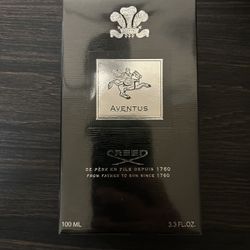 AVENTUS
CREED
DE PÈRE EN FILS DEPUIS 1760
FROM FATHER TO SON SINCE 1760
100 ML 3.3 FL.OZ.